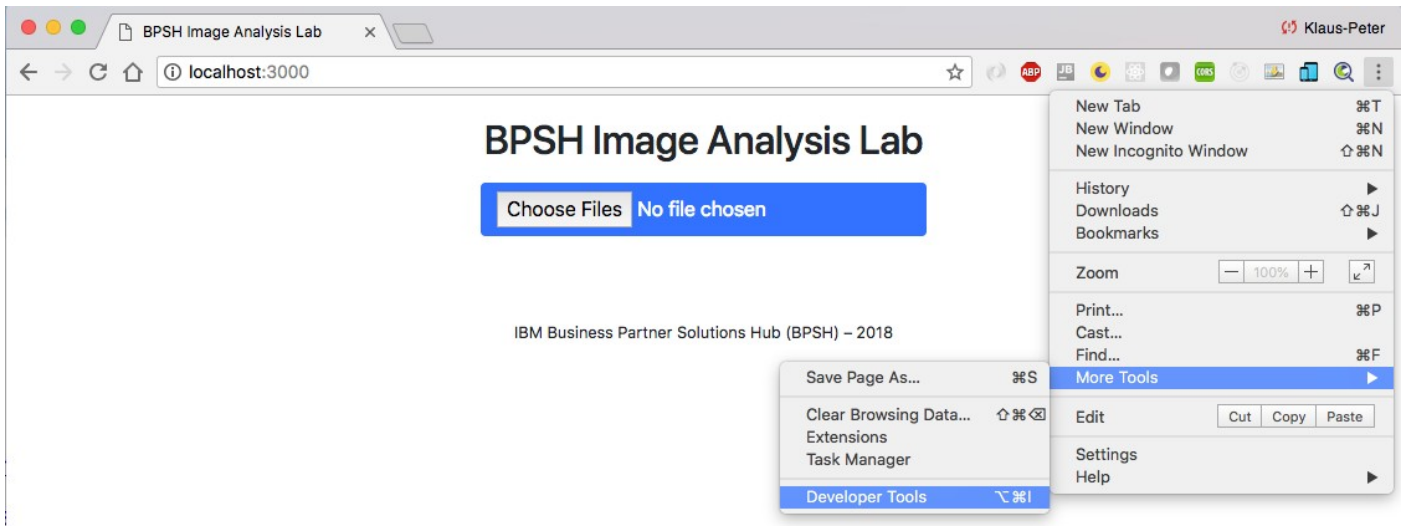 BPSH Image Analysis Lab
Klaus-Peter
localhost:3000
ABP
JB
CORS
BPSH Image Analysis Lab
Choose Files No file chosen
IBM Business Partner Solutions Hub (BPSH) – 2018
New Tab ⌘T
New Window ⌘N
New Incognito Window ⇧⌘N
History ▶
Downloads ⇧⌘J
Bookmarks ▶
Zoom — 100% +
Print... ⌘P
Cast...
Find... ⌘F
More Tools ▶
Edit Cut Copy Paste
Settings
Help ▶
Save Page As... ⌘S
Clear Browsing Data... ⇧⌘⌫
Extensions
Task Manager
Developer Tools ⌥⌘I